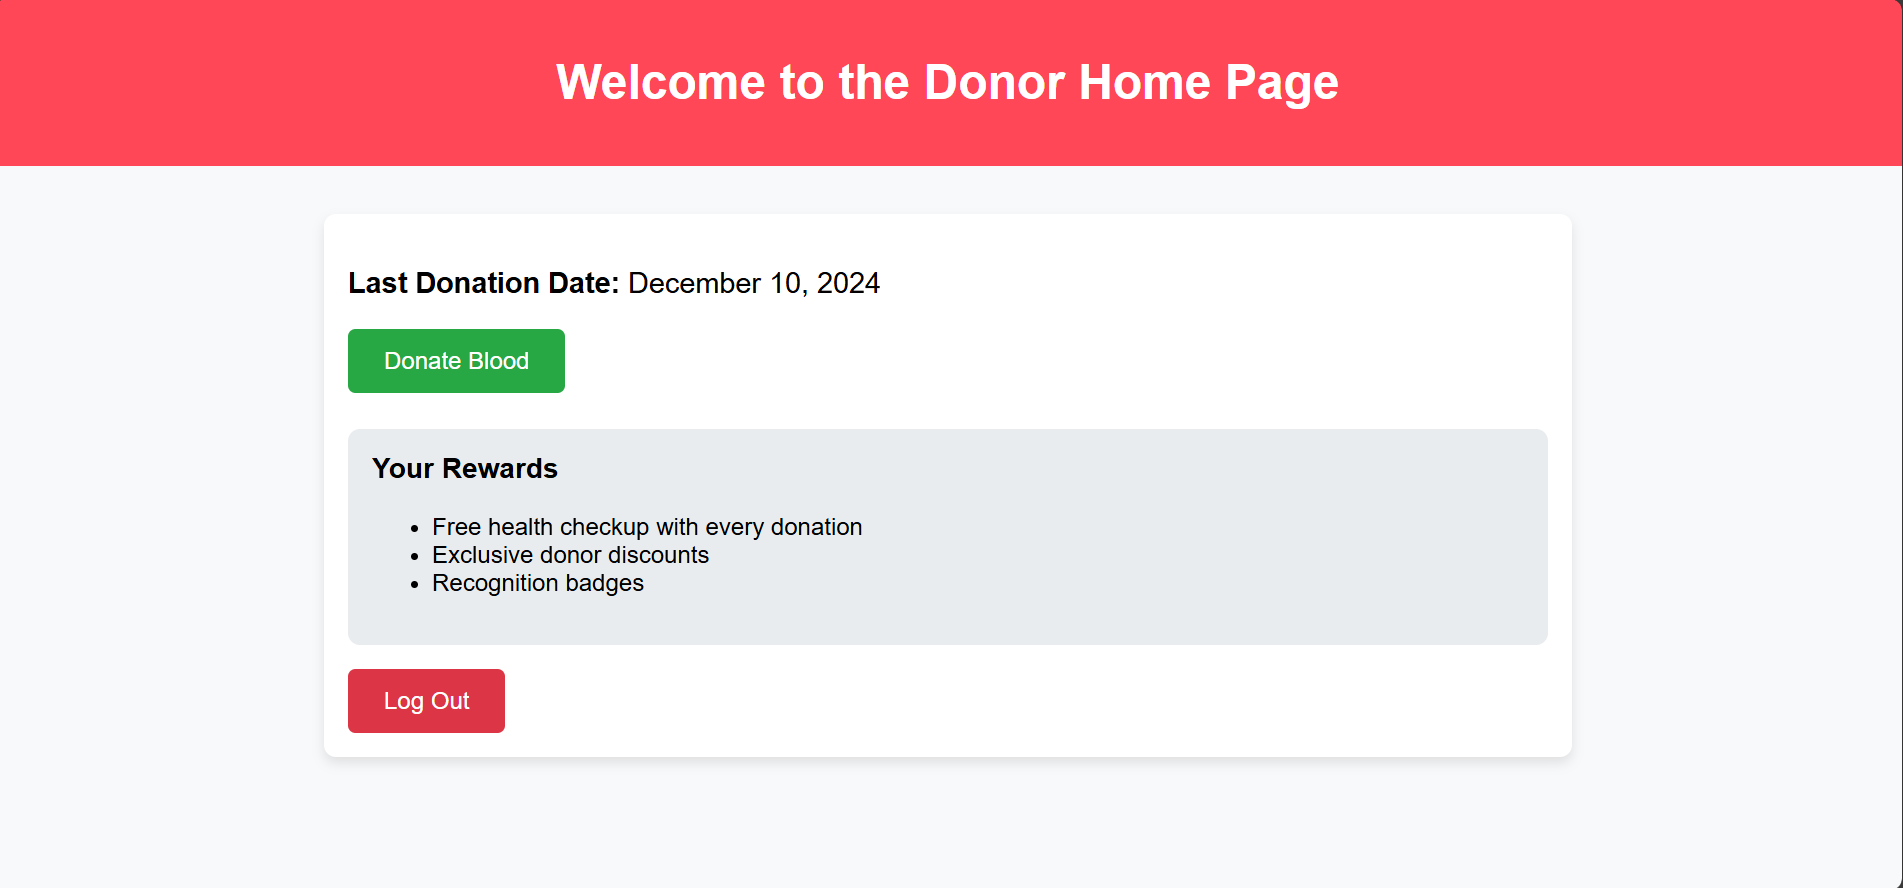 Welcome to the Donor Home Page
Last Donation Date: December 10, 2024
Donate Blood
Your Rewards
• Free health checkup with every donation
• Exclusive donor discounts
• Recognition badges
Log Out